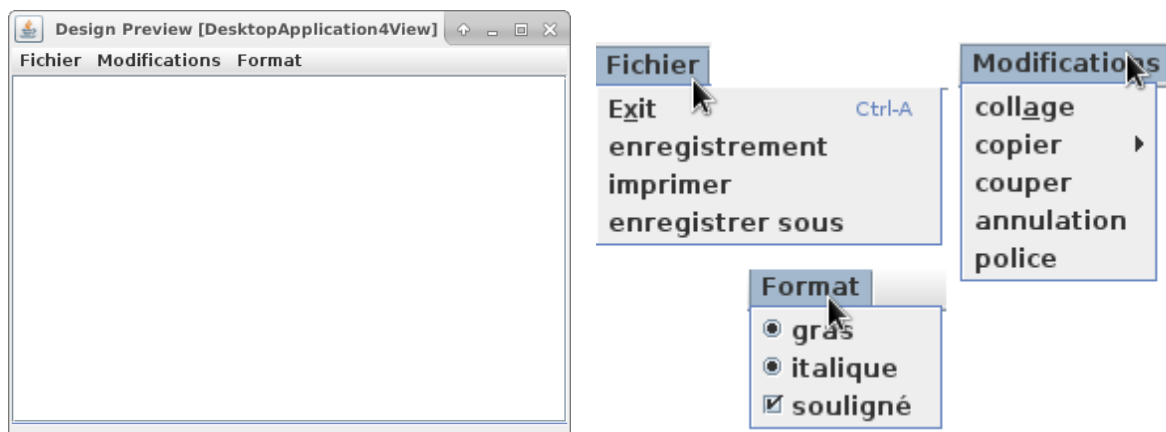 Design Preview [DesktopApplication4View]
Fichier Modifications Format
Fichier
Exit Ctrl-A
enregistrement
imprimer
enregistrer sous
Modifications
collage
copier
couper
annulation
police
Format
gras
italique
souligné